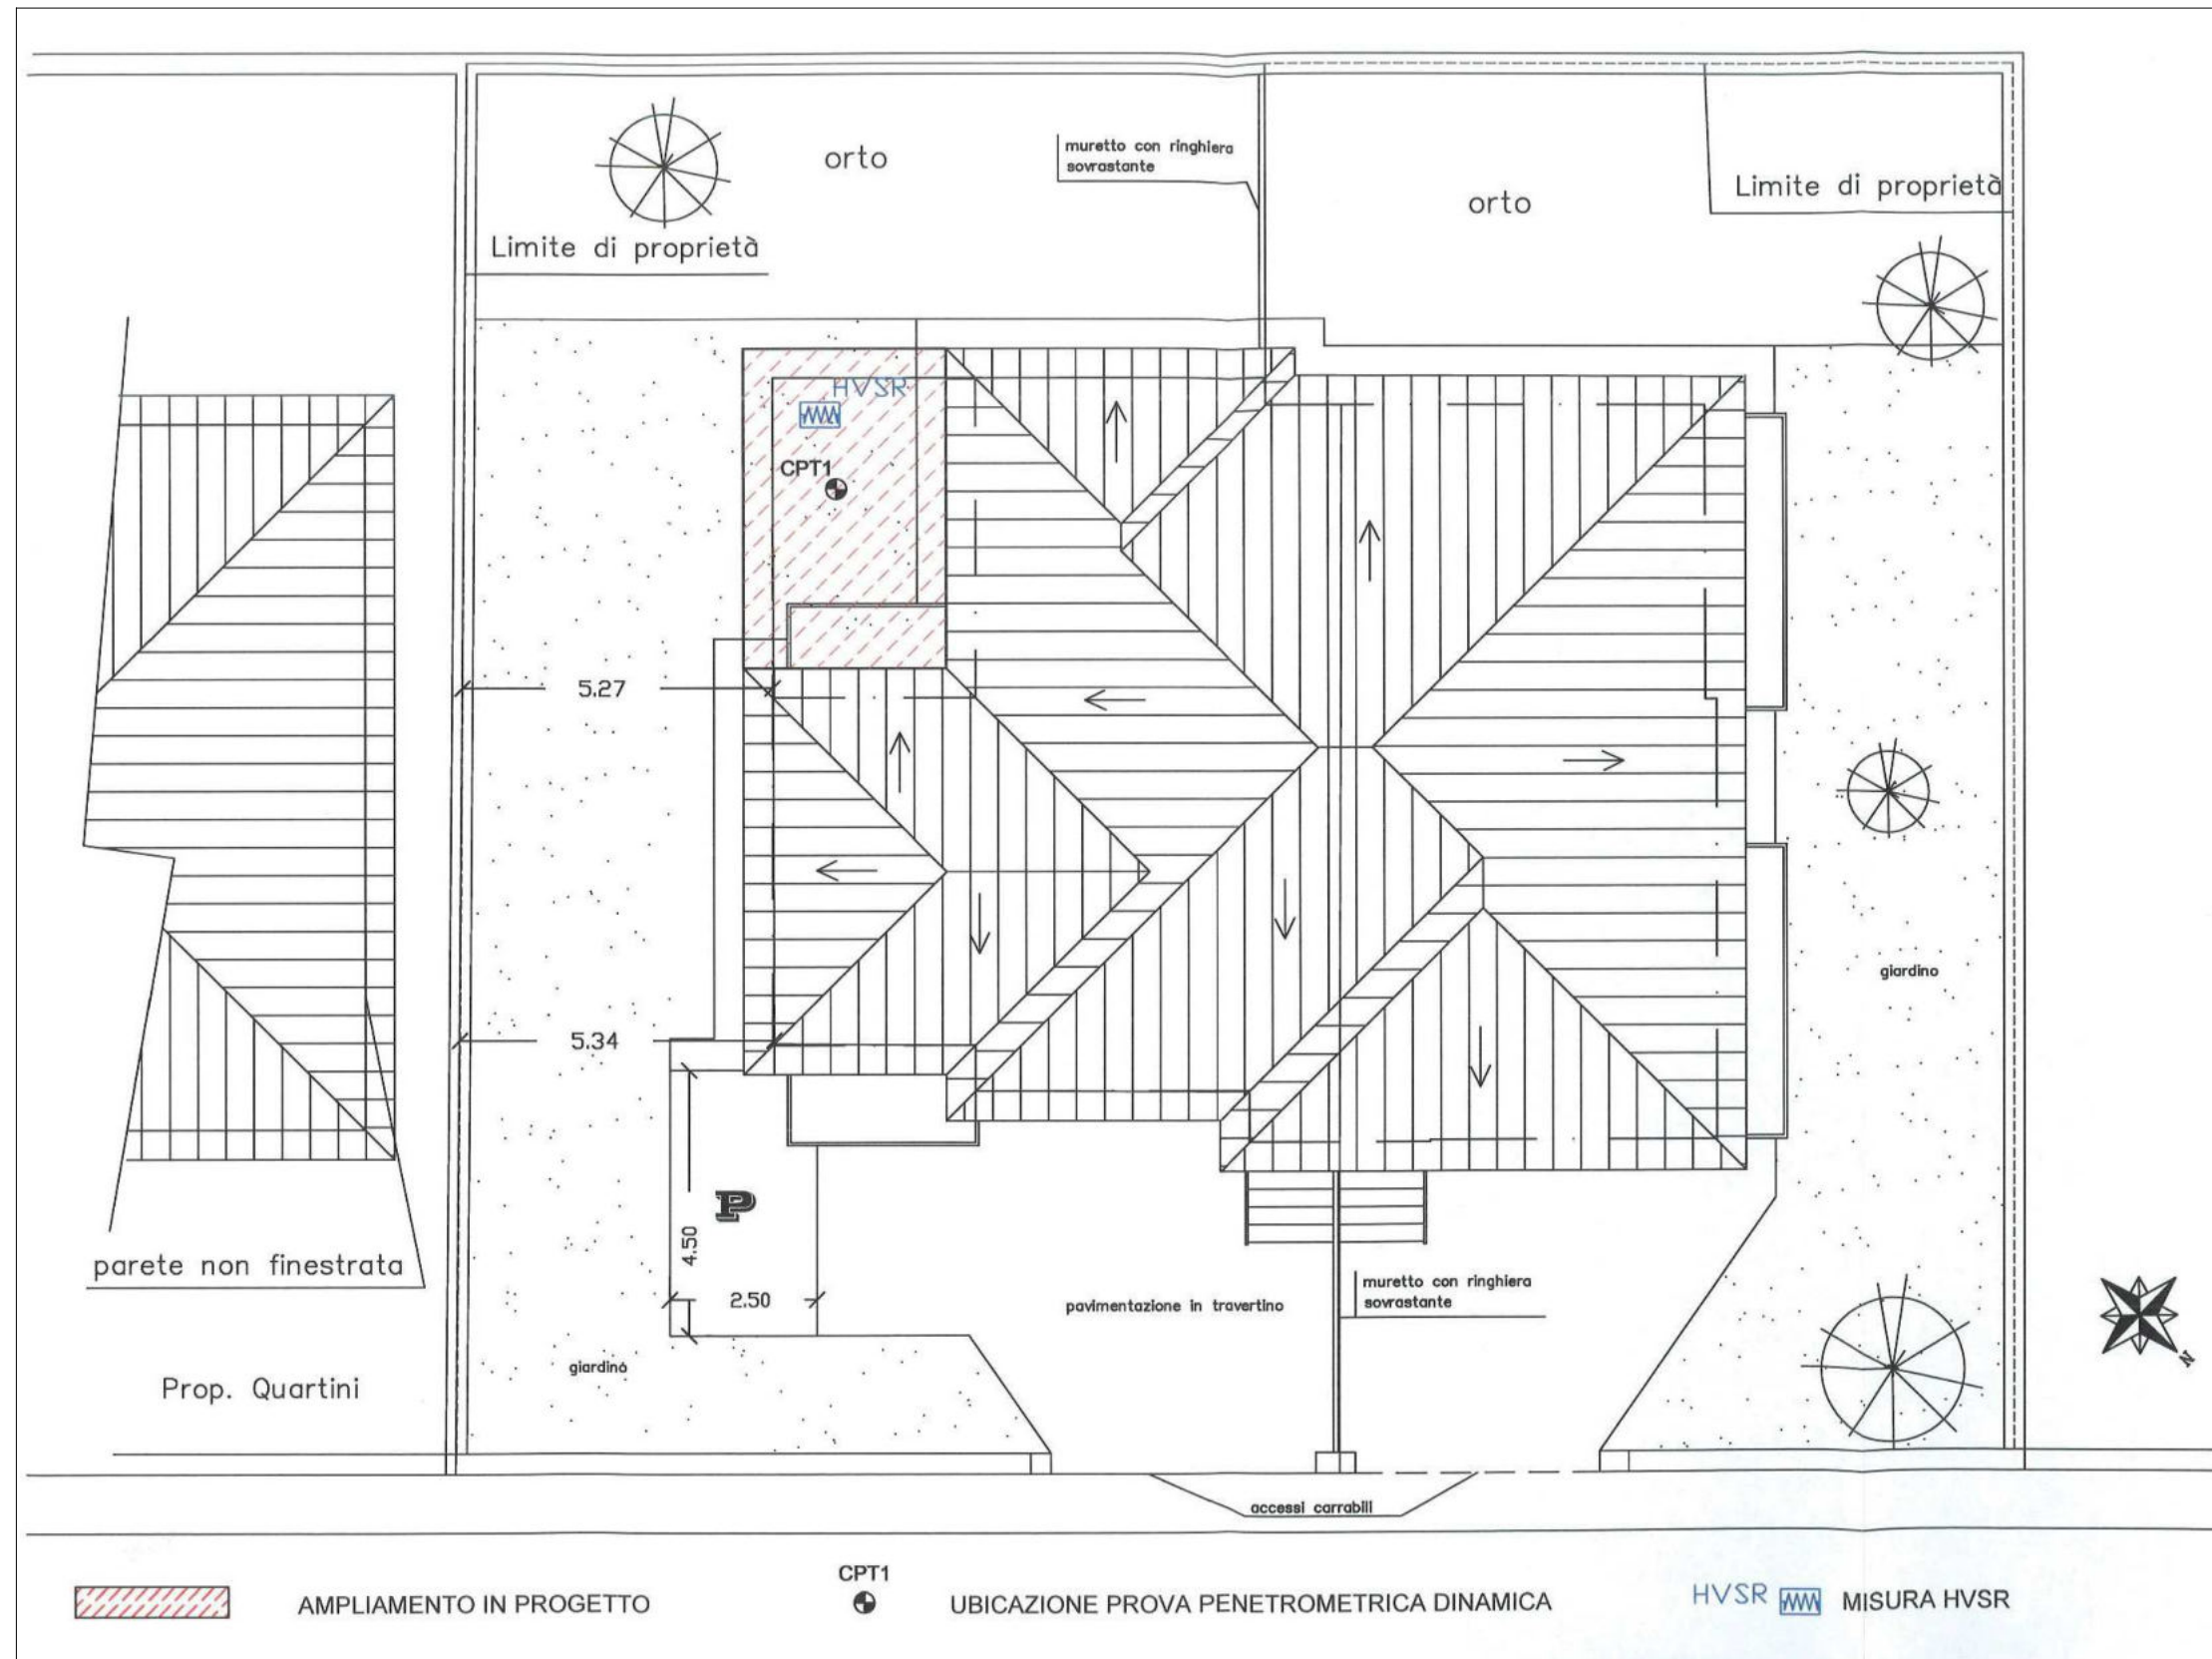 orto
muretto con ringhiera
sovrastante
Limite di proprietà
orto
Limite di proprietà
HVSR
CPT1
5.27
5.34
giardino
P
4.50
2.50
parete non finestrata
muretto con ringhiera
sovrastante
pavimentazione in travertino
giardino
Prop. Quartini
N
accessi carrabili
AMPLIAMENTO IN PROGETTO
CPT1
UBICAZIONE PROVA PENETROMETRICA DINAMICA
HVSR
MISURA HVSR